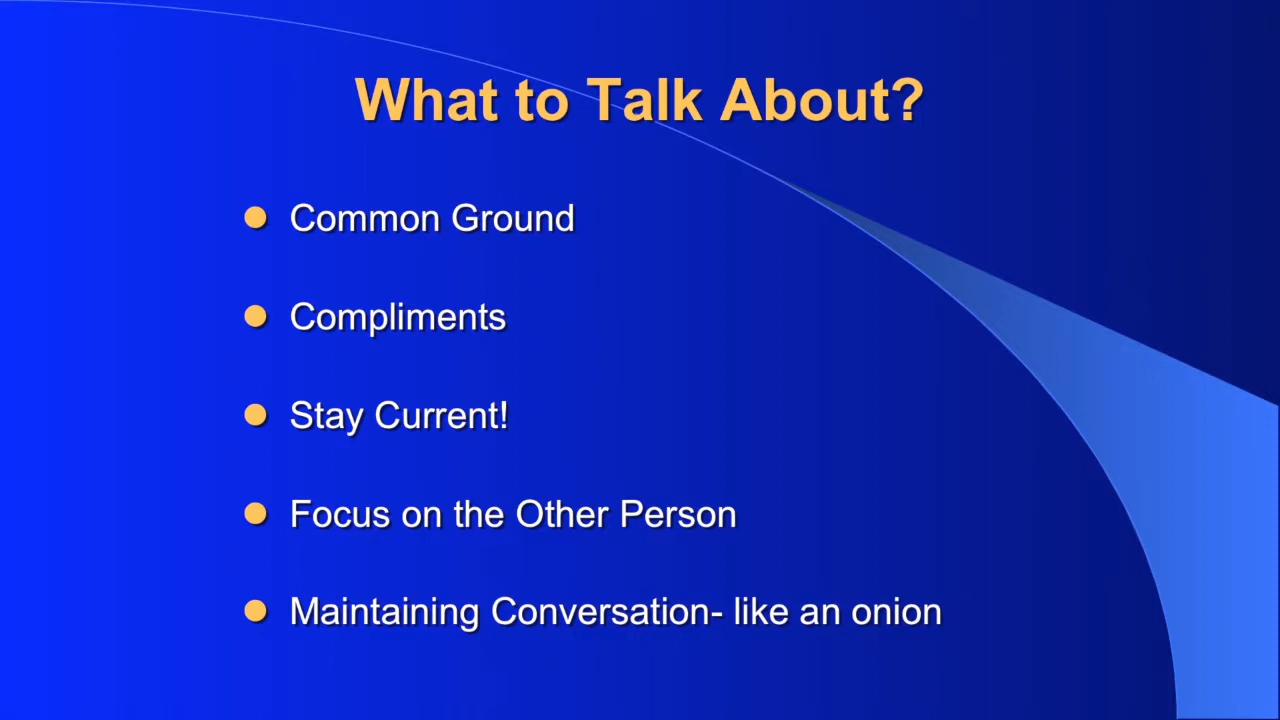 What to Talk About?
Common Ground
Compliments
Stay Current!
Focus on the Other Person
Maintaining Conversation- like an onion